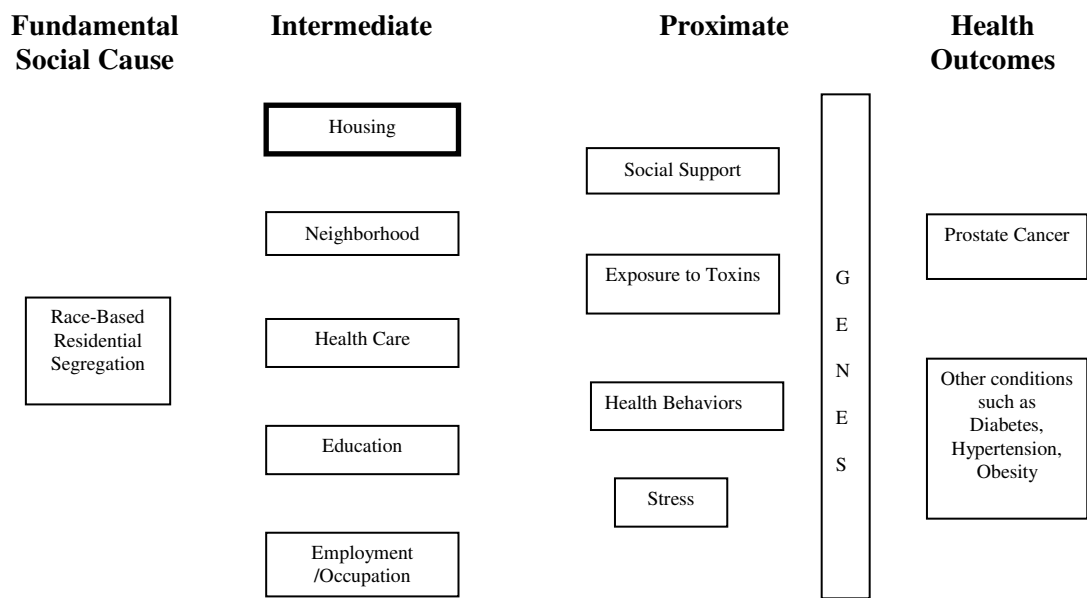 Fundamental
Social Cause
Intermediate
Proximate
Health
Outcomes
Race-Based
Residential
Segregation
Housing
Neighborhood
Health Care
Education
Employment
/Occupation
Social Support
Exposure to Toxins
Health Behaviors
Stress
G
E
N
E
S
Prostate Cancer
Other conditions
such as
Diabetes,
Hypertension,
Obesity